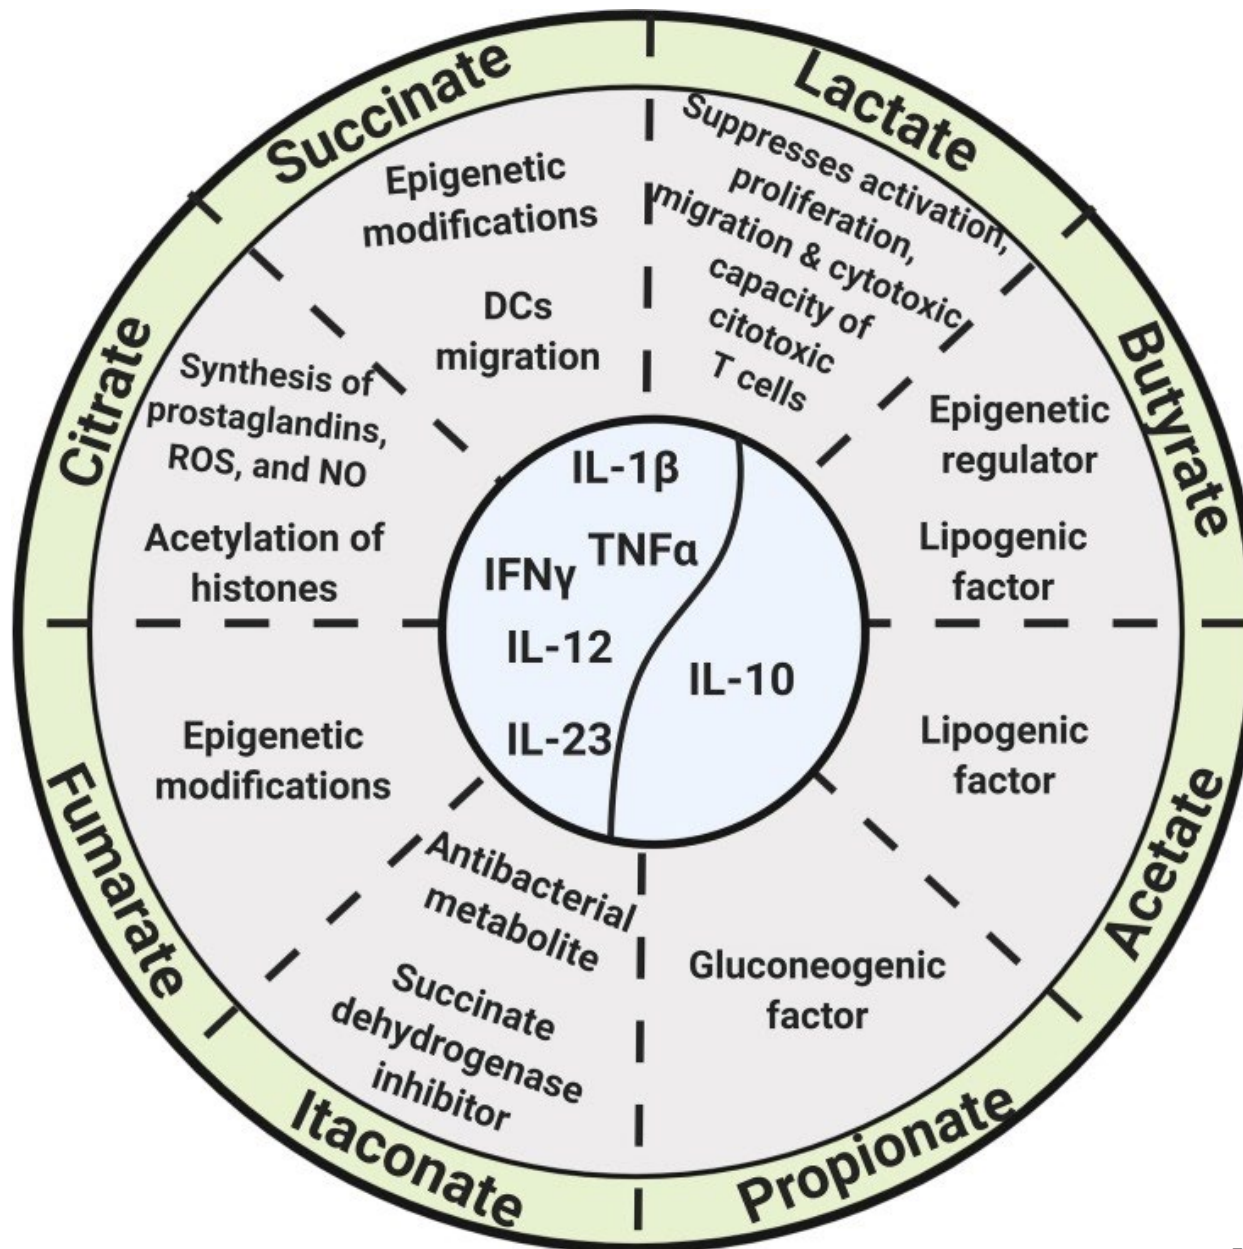 Succinate
Epigenetic
modifications
DCs
migration
Lactate
Suppresses activation,
proliferation,
migration & cytotoxic
capacity of
citotoxic
T cells
Butyrate
Epigenetic
regulator
Lipogenic
factor
Acetate
Lipogenic
factor
Propionate
Gluconeogenic
factor
Itaconate
Antibacterial
metabolite
Succinate
dehydrogenase
inhibitor
Fumarate
Epigenetic
modifications
Citrate
Synthesis of
prostaglandins,
ROS, and NO
Acetylation of
histones
IL-1β
TNFα
IFNγ
IL-12
IL-23
IL-10